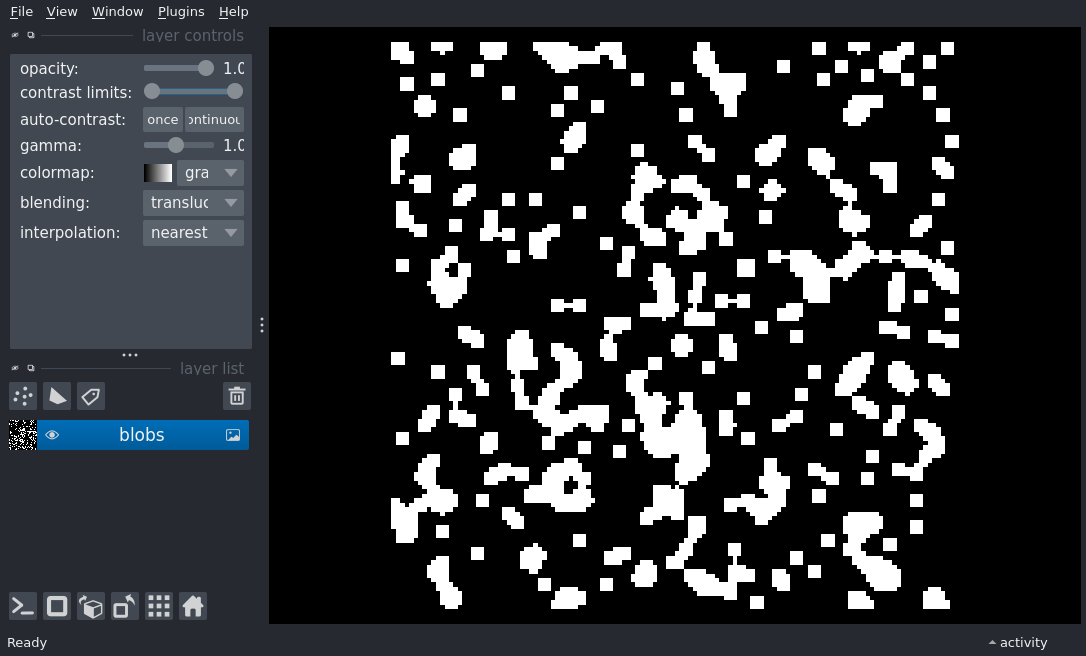 File View Window Plugins Help
layer controls
opacity: 1.0
contrast limits:
auto-contrast: once ontinuou
gamma: 1.0
colormap: gra
blending: transluc
interpolation: nearest
layer list
blobs
Ready activity